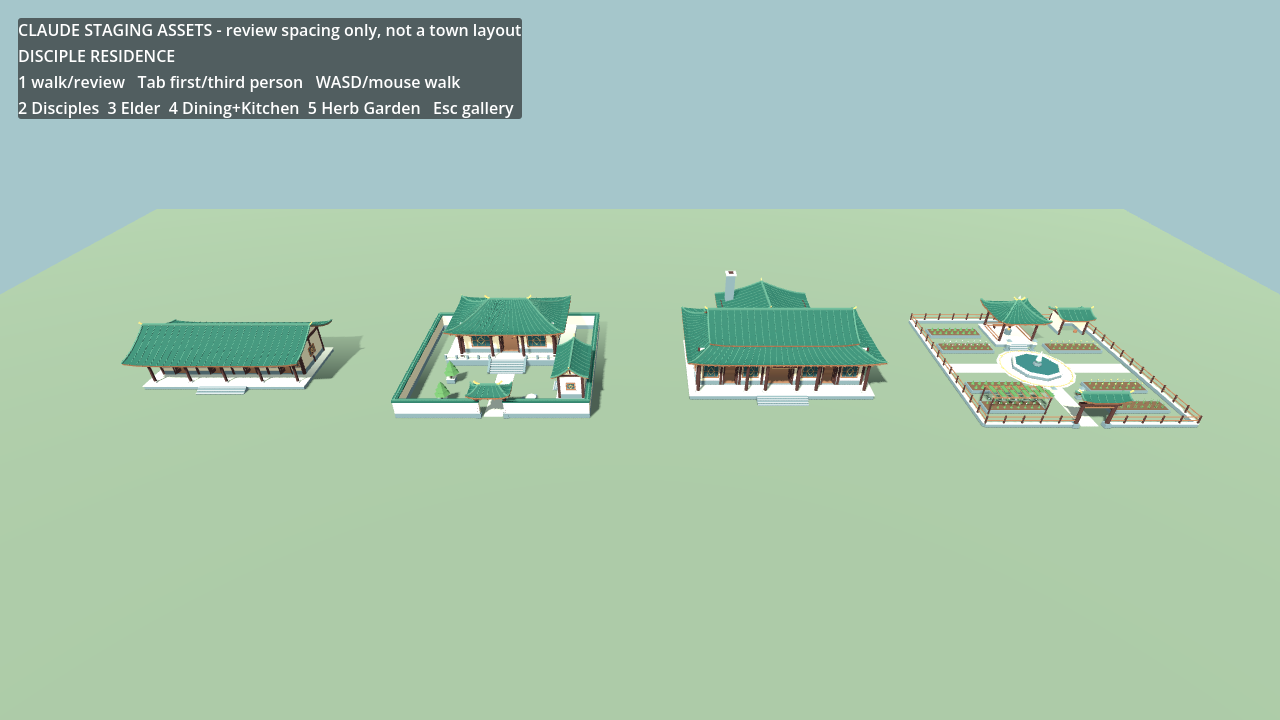 CLAUDE STAGING ASSETS - review spacing only, not a town layout
DISCIPLE RESIDENCE
1 walk/review   Tab first/third person   WASD/mouse walk
2 Disciples  3 Elder  4 Dining+Kitchen  5 Herb Garden   Esc gallery